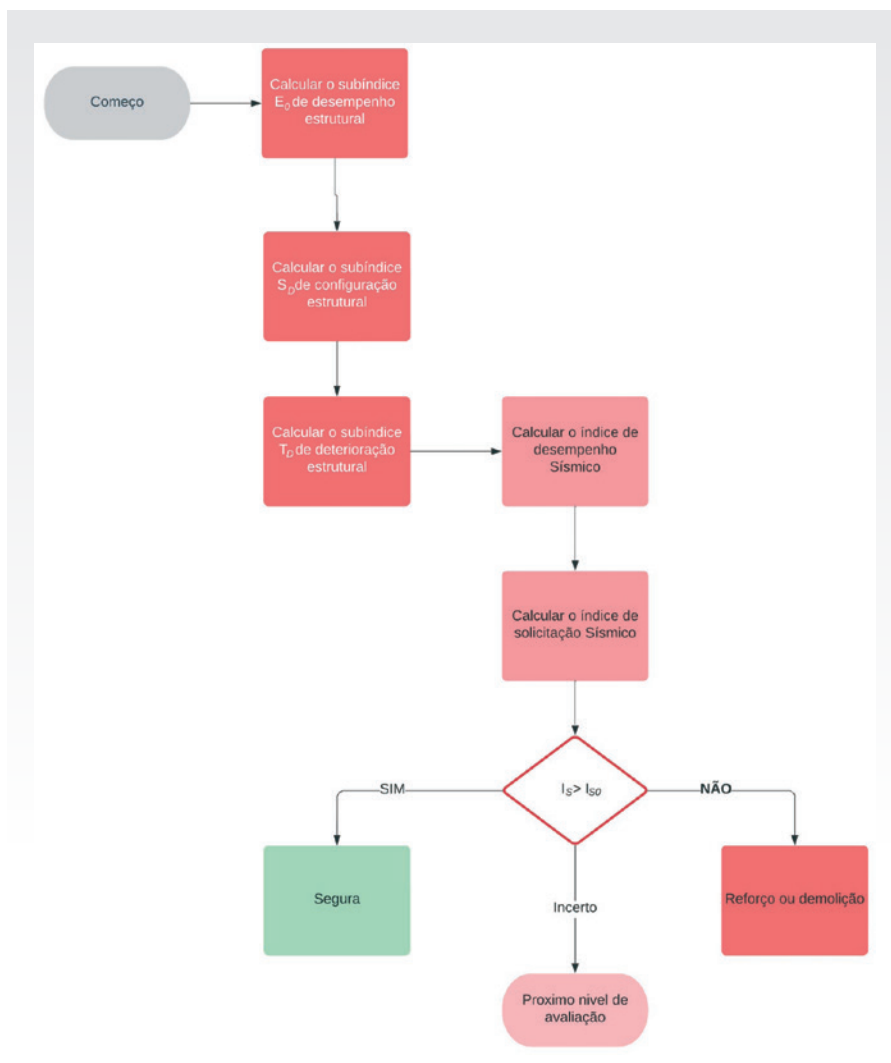 Começo
Calcular o subíndice
E0 de desempenho
estrutural
Calcular o subíndice
SD de configuração
estrutural
Calcular o subíndice
TD de deterioração
estrutural
Calcular o índice de
desempenho
Sísmico
Calcular o índice de
solicitação Sísmico
IS> IS0
SIM
NÃO
Segura
Incerto
Reforço ou demolição
Proximo nivel de
avaliação